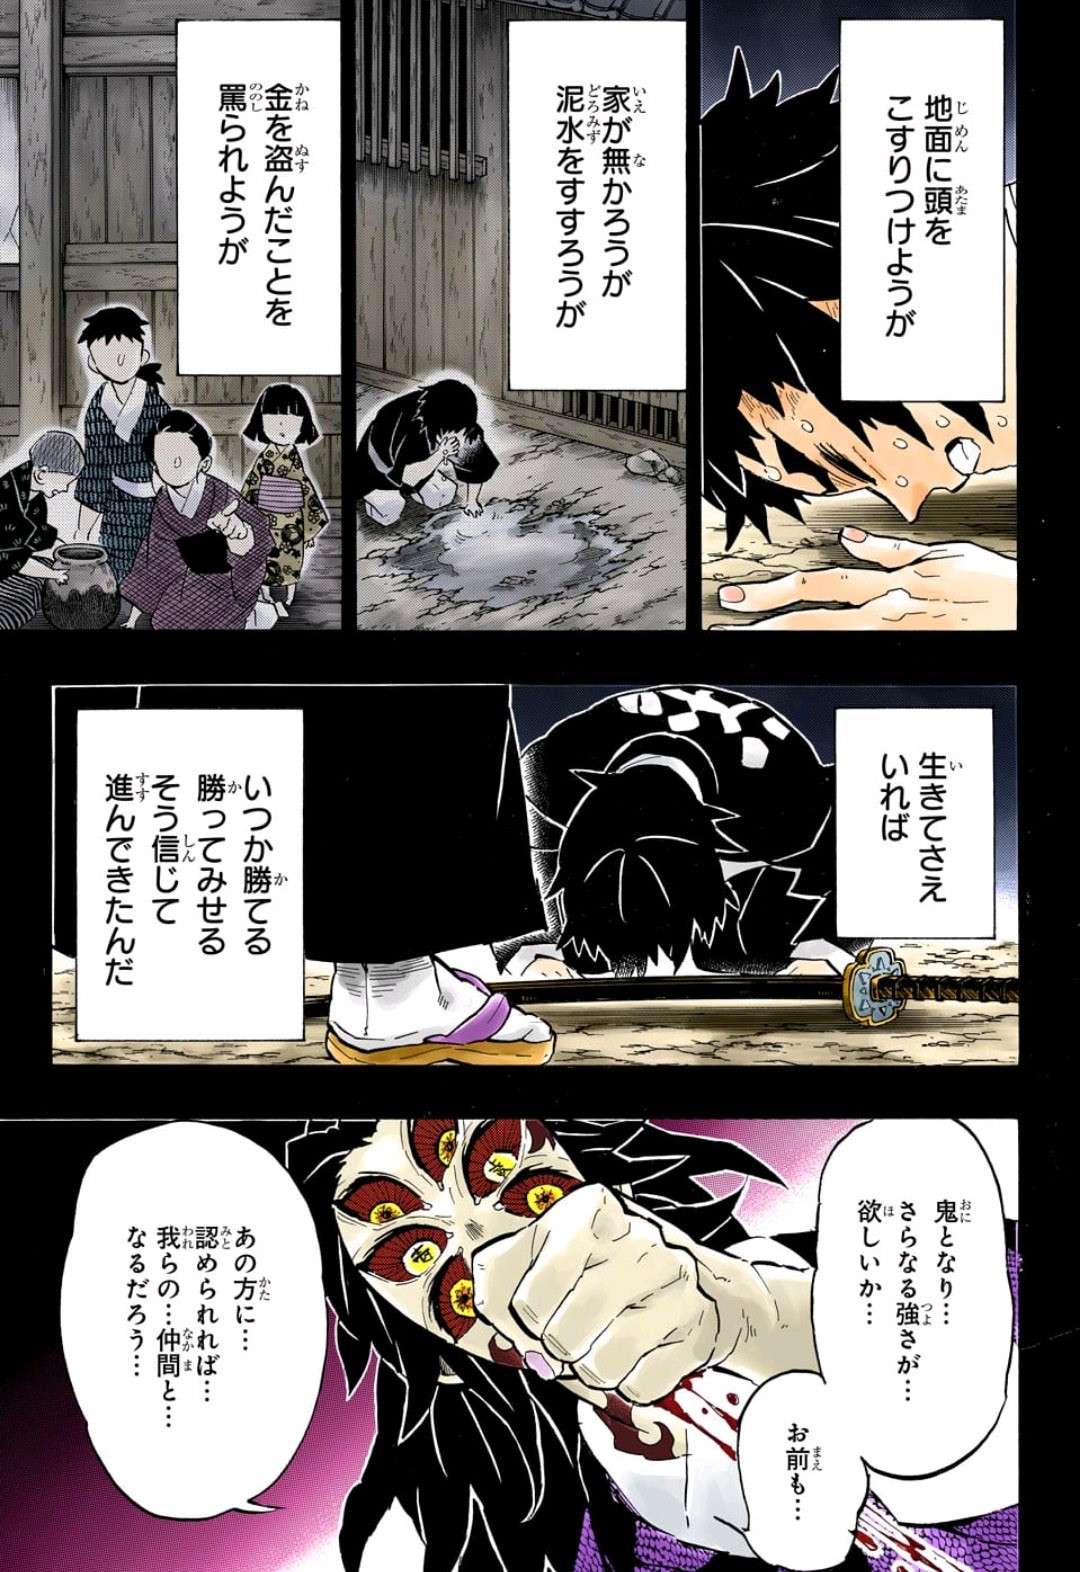 地面に頭を
こすりつけようが
家が無かろうが
泥水をすすろうが
金を盗んだことを
罵られようが
生きてさえ
いれば
いつか勝てる
勝ってみせる
そう信じて
進んできたんだ
鬼となり…
さらなる強さが…
欲しいか…
お前も…
あの方に…
認められれば…
我らの…仲間と…
なるだろう…